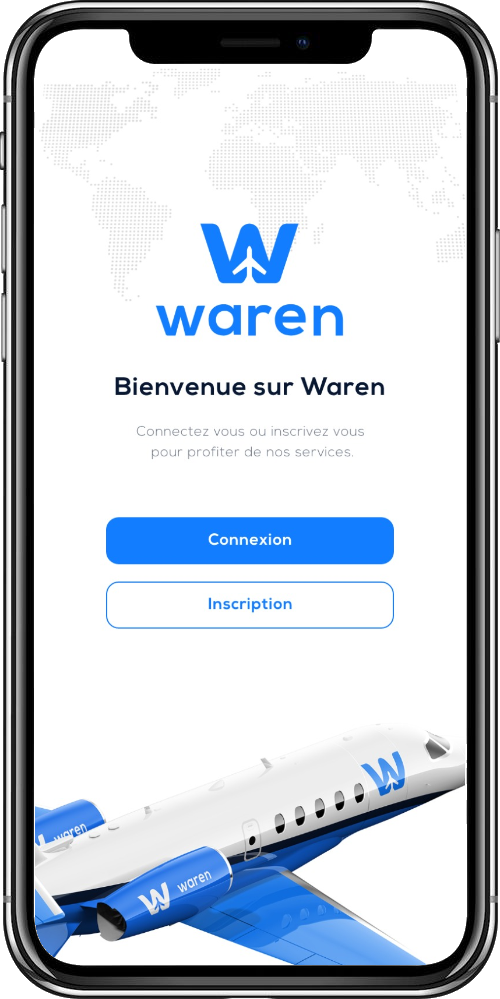 W
waren
Bienvenue sur Waren
Connectez vous ou inscrivez vous
pour profiter de nos services.
Connexion
Inscription
W
W waren
W waren